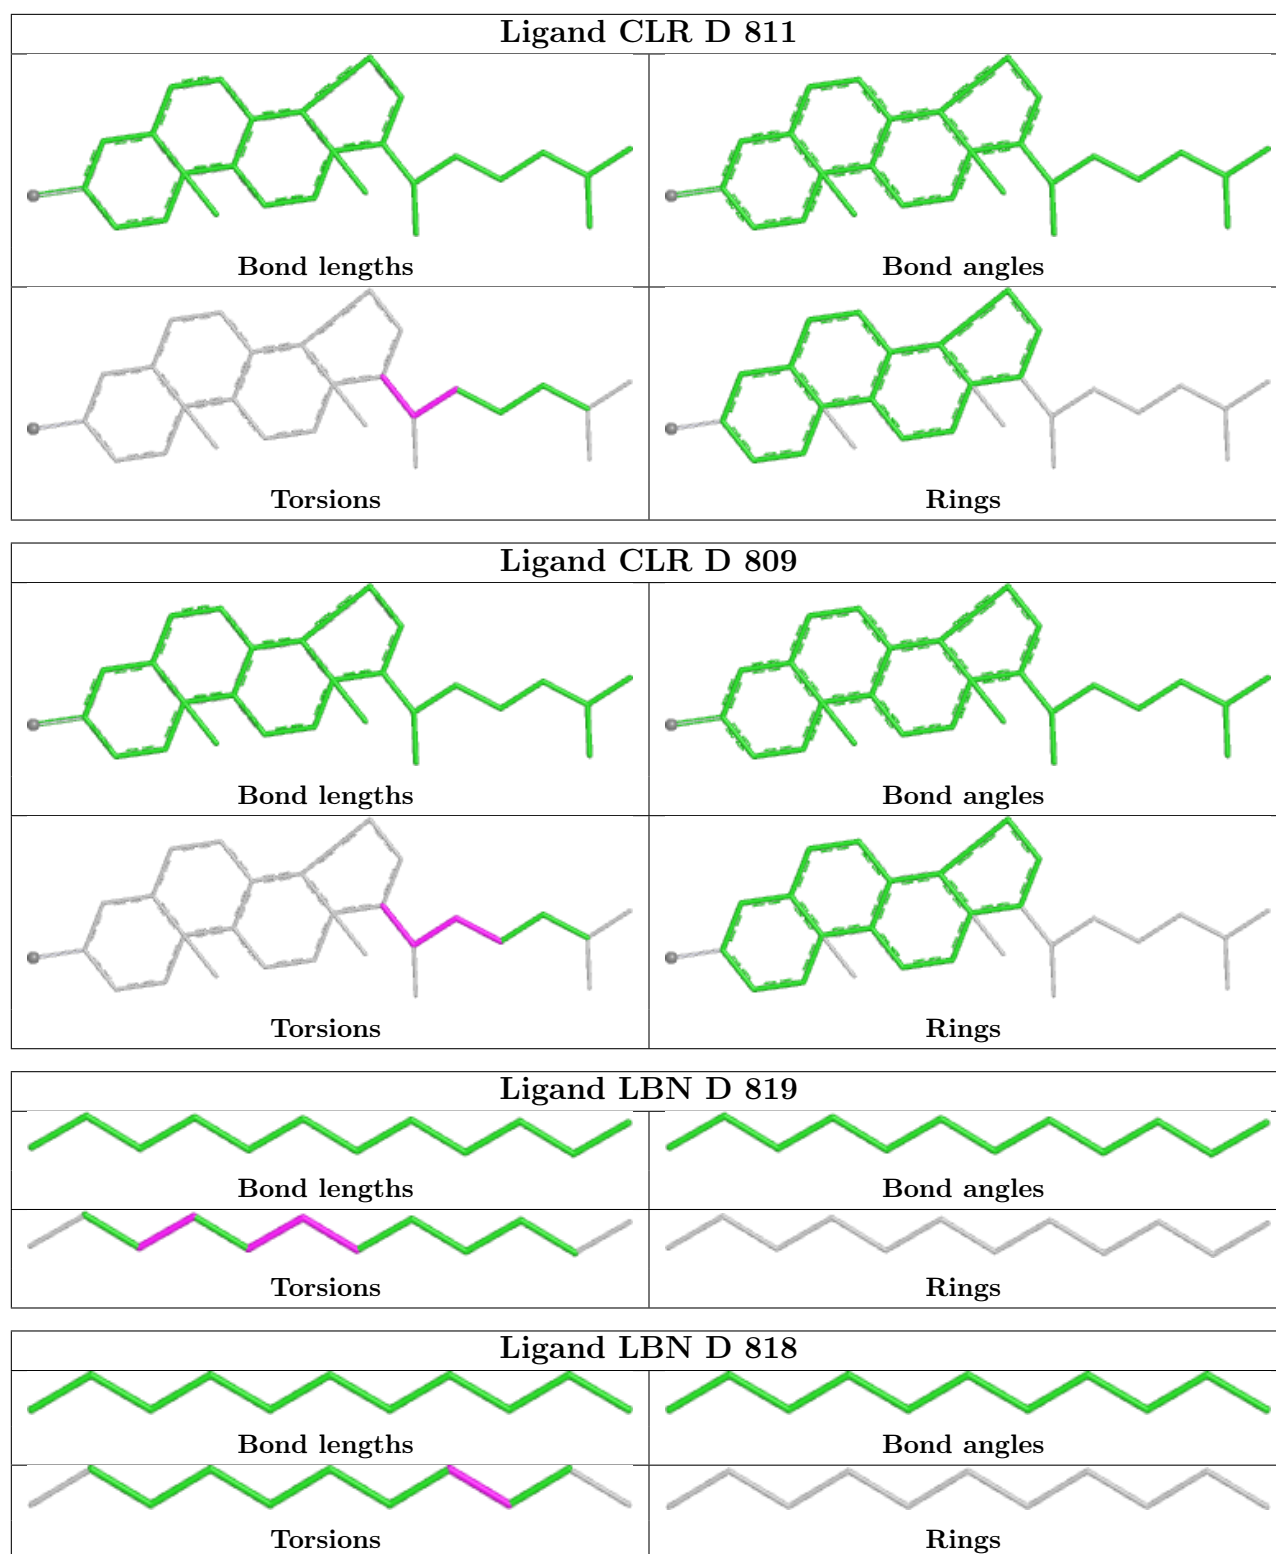 Ligand CLR D 811
Bond lengths
Bond angles
Torsions
Rings
Ligand CLR D 809
Bond lengths
Bond angles
Torsions
Rings
Ligand LBN D 819
Bond lengths
Bond angles
Torsions
Rings
Ligand LBN D 818
Bond lengths
Bond angles
Torsions
Rings